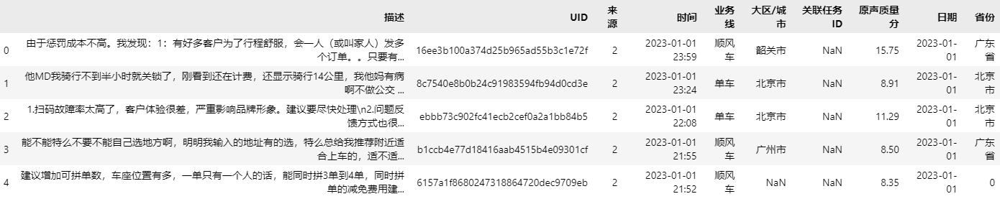 描述 UID 来源 时间 业务线 大区/城市 关联任务ID 原声质量分 日期 省份
0 由于惩罚成本不高。我发现：1：有好多客户为了行程舒服，会一人（或叫家人）发多个订单。。只要有... 16ee3b100a374d25b965ad55b3c1e72f 2 2023-01-01 23:59 顺风车 韶关市 NaN 15.75 2023-01-01 广东省
1 他MD我骑行不到半小时就关锁了，刚看到还在计费，还显示骑行14公里，我他妈有病啊不做公交 ... 8c7540e8b0b24c91983594fb94d0cd3e 2 2023-01-01 23:24 单车 北京市 NaN 8.91 2023-01-01 北京市
2 1.扫码故障率太高了，客户体验很差，严重影响品牌形象。建议要尽快处理\n2.问题反馈方式也很... ebbb73c902fc41ecb2cef0a2a1bb84b5 2 2023-01-01 22:08 单车 北京市 NaN 11.29 2023-01-01 北京市
3 能不能特么不要不能自己选地方啊，明明我输入的地址有的选，特么总给我推荐附近适合上车的，适不适... b1ccb4e77d18416aab4515b4e09301cf 2 2023-01-01 21:55 顺风车 广州市 NaN 8.50 2023-01-01 广东省
4 建议增加可拼单数，车座位置有多，一单只有一个人的话，能同时拼3单到4单，同时拼单的减免费用建... 6157a1f8680247318864720dec9709eb 2 2023-01-01 21:52 顺风车 NaN NaN 8.35 2023-01-01 0